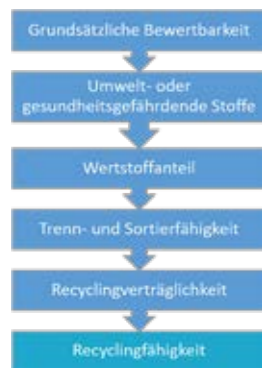 Grundsätzliche Bewertbarkeit
Umwelt- oder
gesundheitsgefährdende Stoffe
Wertstoffanteil
Trenn- und Sortierfähigkeit
Recyclingverträglichkeit
Recyclingfähigkeit